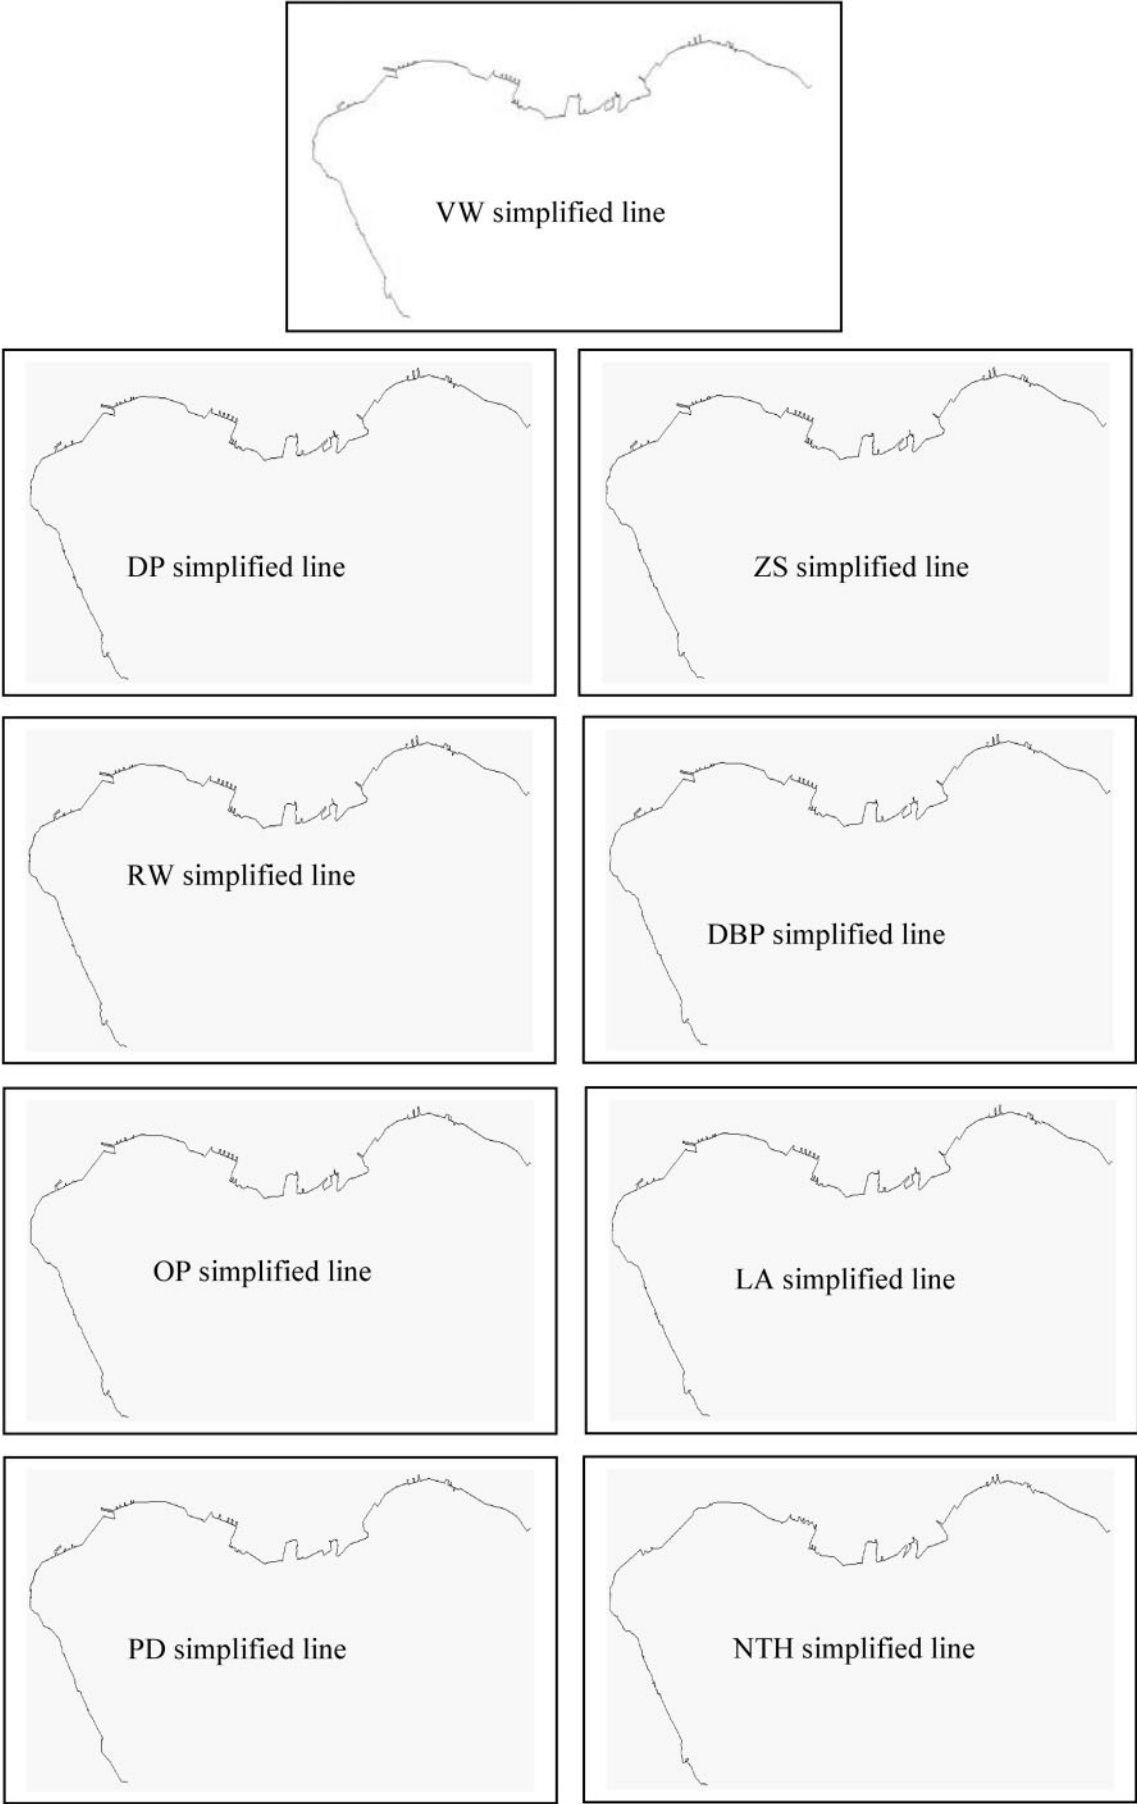 VW simplified line
DP simplified line
ZS simplified line
RW simplified line
DBP simplified line
OP simplified line
LA simplified line
PD simplified line
NTH simplified line